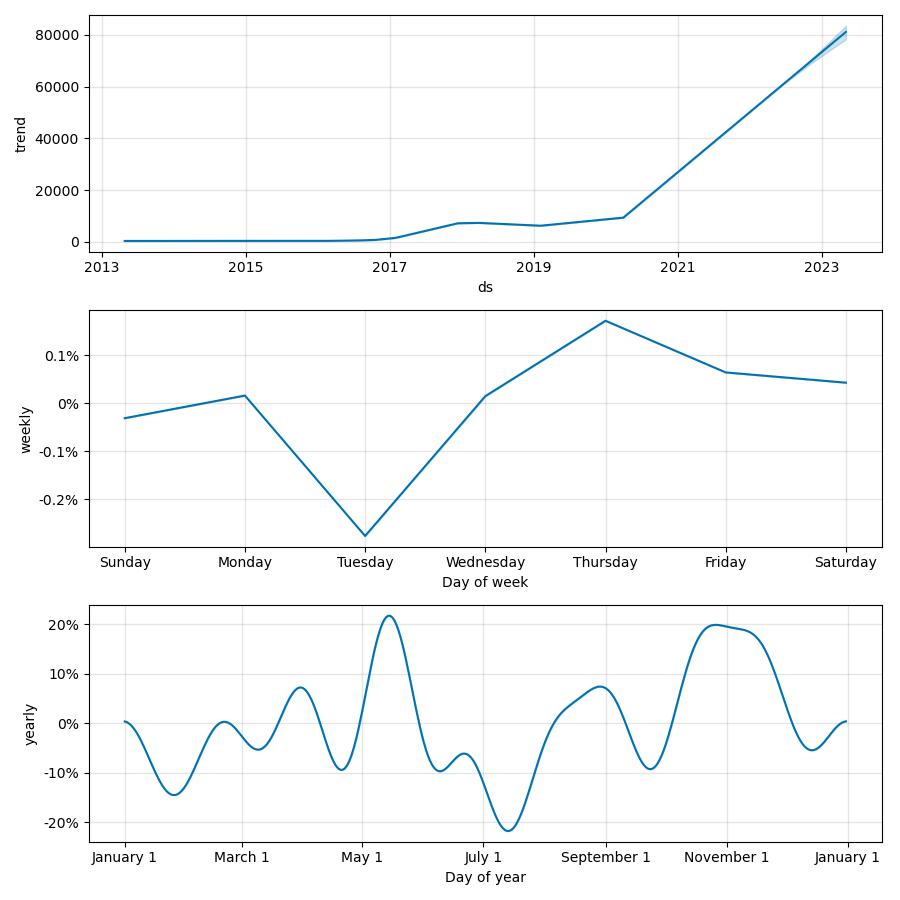 80000
60000
40000
20000
0
trend
2013 2015 2017 2019 2021 2023
ds
0.1%
0%
-0.1%
-0.2%
weekly
Sunday Monday Tuesday Wednesday Thursday Friday Saturday
Day of week
20%
10%
0%
-10%
-20%
yearly
January 1 March 1 May 1 July 1 September 1 November 1 January 1
Day of year